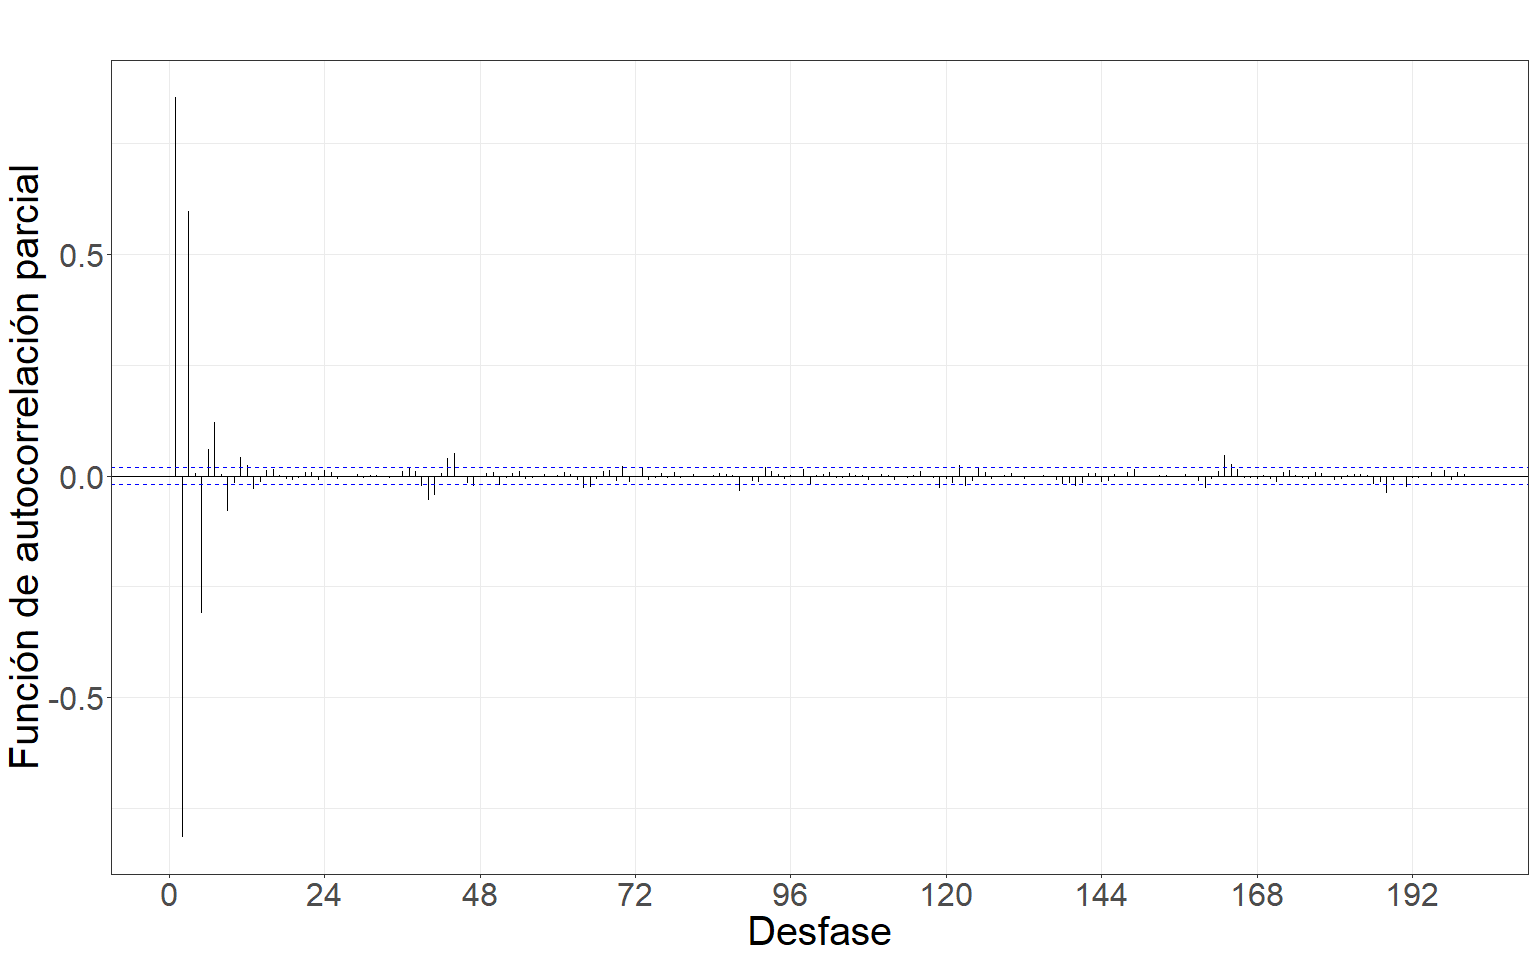 Función de autocorrelación parcial
0.5
0.0
-0.5
0 24 48 72 96 120 144 168 192
Desfase